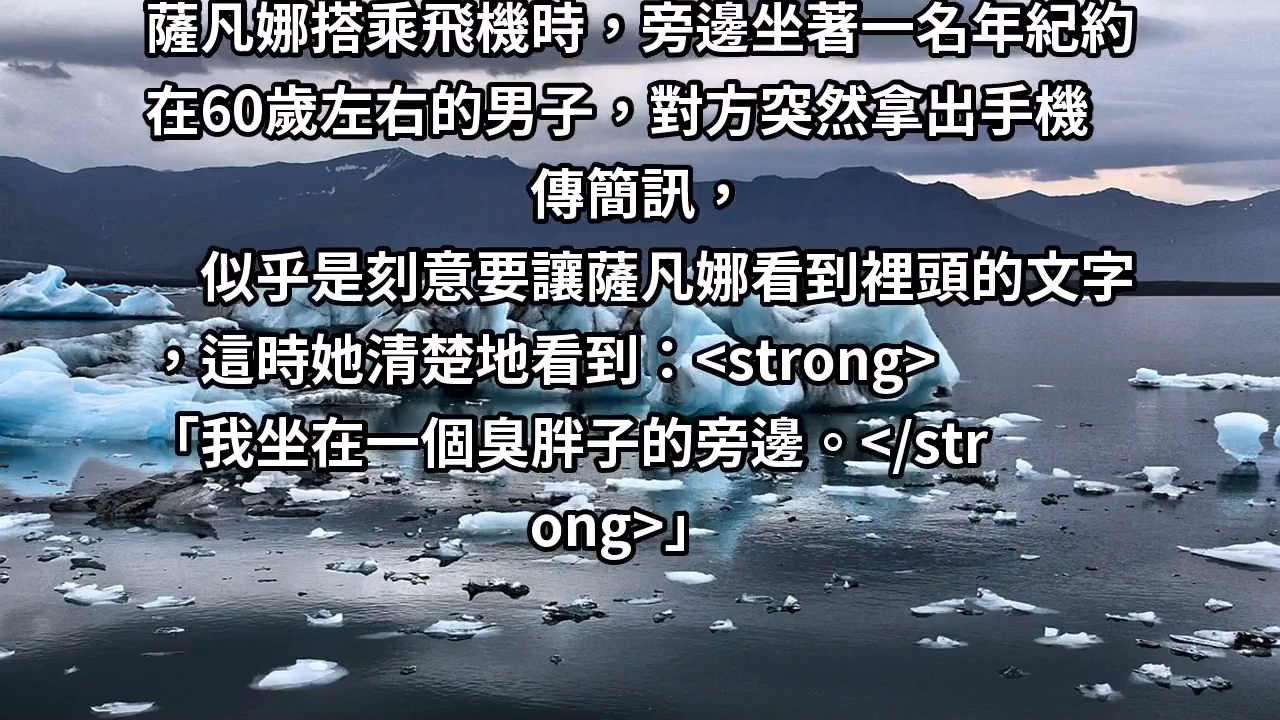 薩凡娜搭乘飛機時，旁邊坐著一名年紀約
在60歲左右的男子，對方突然拿出手機
傳簡訊，
似乎是刻意要讓薩凡娜看到裡頭的文字
，這時她清楚地看到：<strong>
「我坐在一個臭胖子的旁邊。</str
ong>」